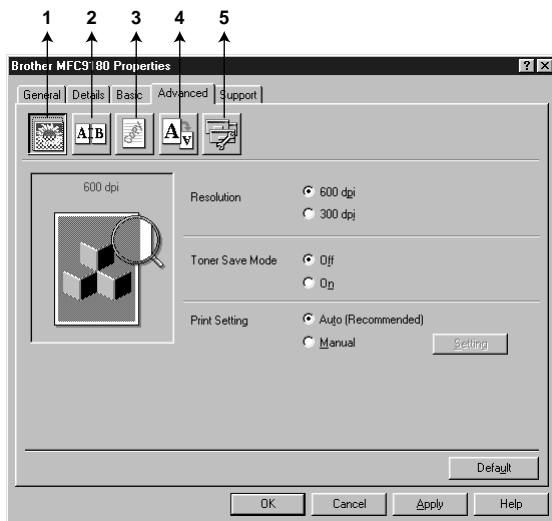 1 2 3 4 5
Brother MFC9180 Properties
General Details Basic Advanced Support
A B A A
600 dpi
Resolution
600 dpi
300 dpi
Toner Save Mode
Off
On
Print Setting
Auto (Recommended)
Manual
Setting
Default
OK Cancel Apply Help